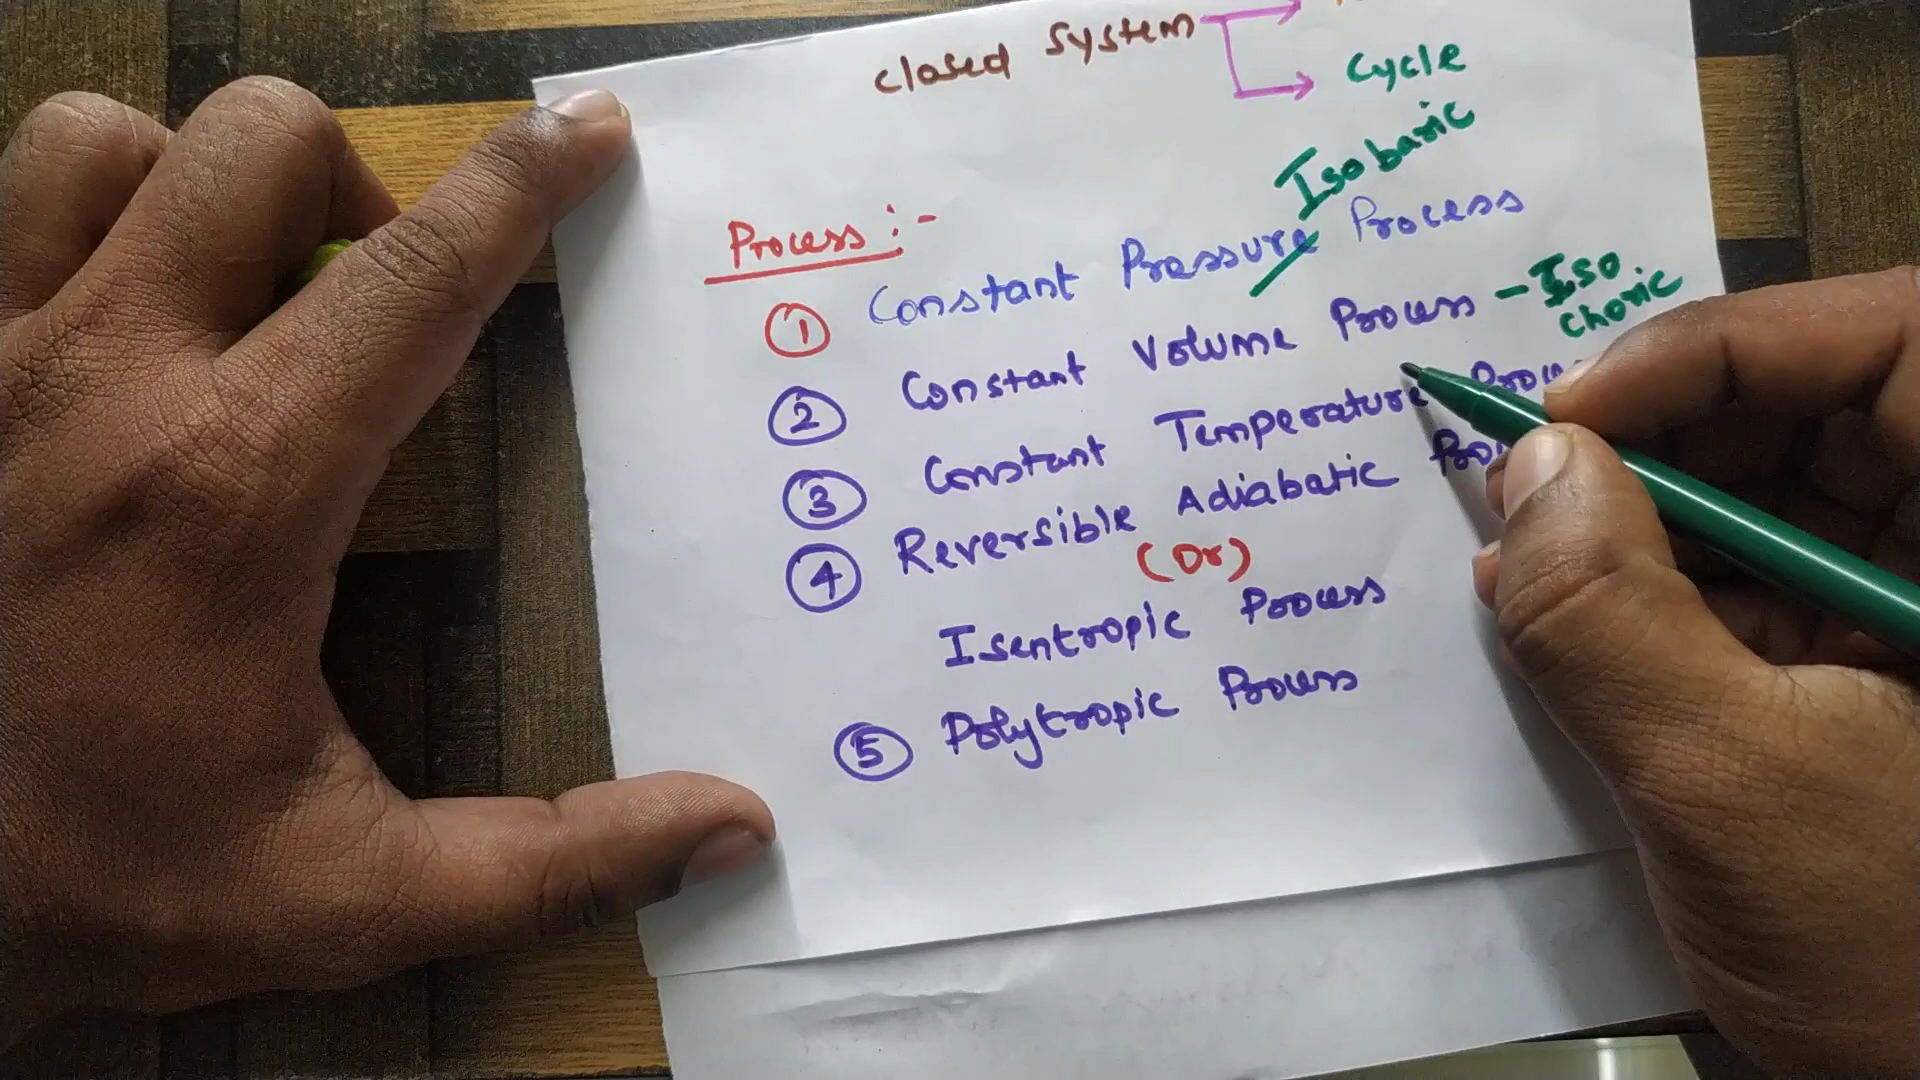 Closed System
Cycle
Isobaric
Process :-
1 Constant Pressure Process
2 Constant Volume Process - Iso
choric
3 Constant Temperature
4 Reversible Adiabatic
(Or)
Isentropic Process
5 Polytropic Process